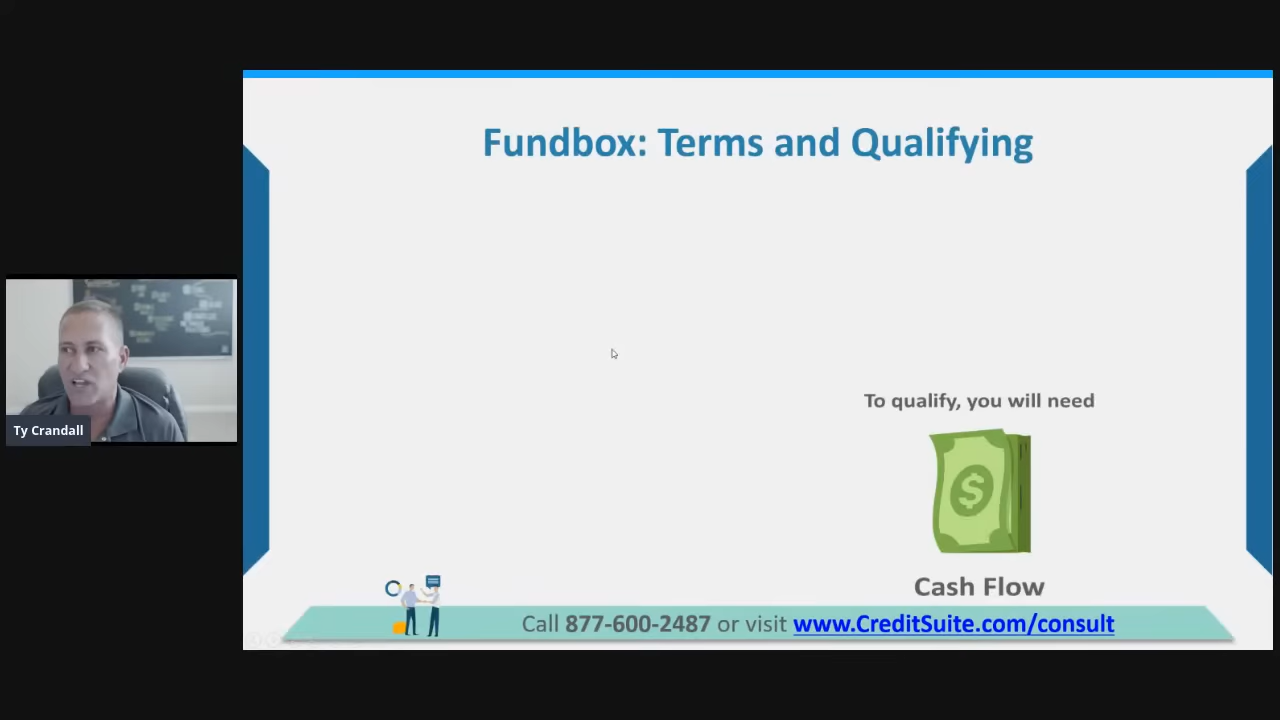 Fundbox: Terms and Qualifying
To qualify, you will need
Cash Flow
Ty Crandall
Call 877-600-2487 or visit www.CreditSuite.com/consult